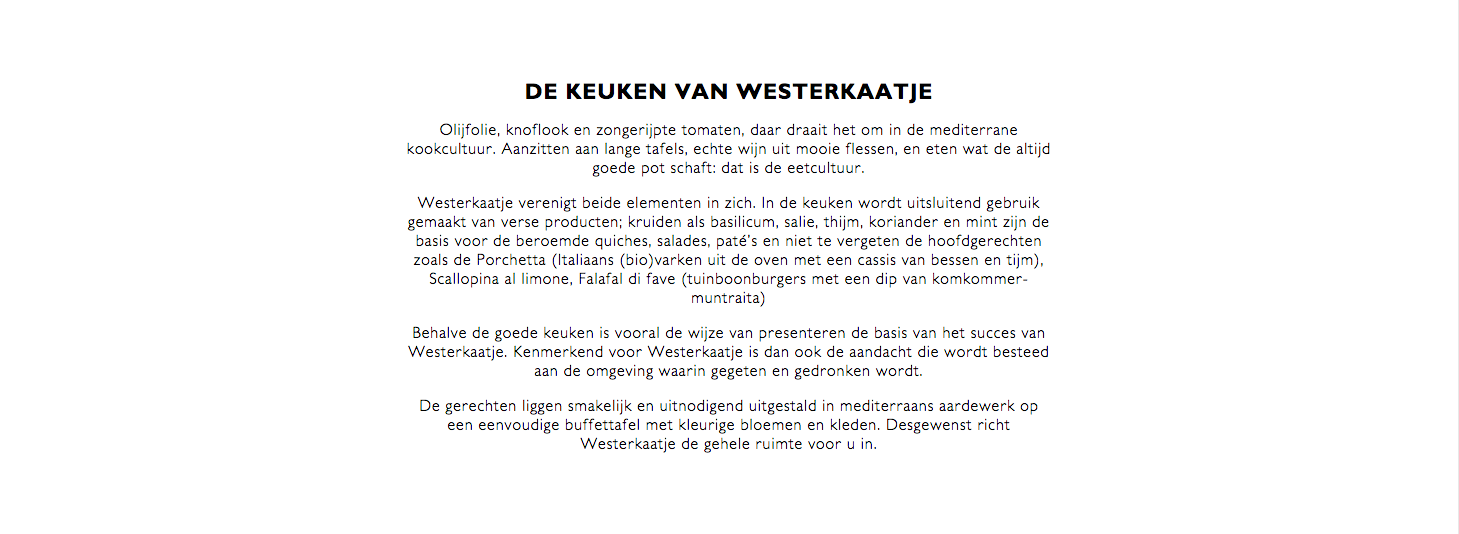 DE KEUKEN VAN WESTERKAATJE
Olijfolie, knoflook en zongerijpte tomaten, daar draait het om in de mediterrane
kookcultuur. Aanzitten aan lange tafels, echte wijn uit mooie flessen, en eten wat de altijd
goede pot schaft: dat is de eetcultuur.
Westerkaatje verenigt beide elementen in zich. In de keuken wordt uitsluitend gebruik
gemaakt van verse producten; kruiden als basilicum, salie, thijm, koriander en mint zijn de
basis voor de beroemde quiches, salades, paté's en niet te vergeten de hoofdgerechten
zoals de Porchetta (Italiaans (bio)varken uit de oven met een cassis van bessen en tijm),
Scallopina al limone, Falafal di fave (tuinboonburgers met een dip van komkommer-
muntraita)
Behalve de goede keuken is vooral de wijze van presenteren de basis van het succes van
Westerkaatje. Kenmerkend voor Westerkaatje is dan ook de aandacht die wordt besteed
aan de omgeving waarin gegeten en gedronken wordt.
De gerechten liggen smakelijk en uitnodigend uitgestald in mediterraans aardewerk op
een eenvoudige buffettafel met kleurige bloemen en kleden. Desgewenst richt
Westerkaatje de gehele ruimte voor u in.